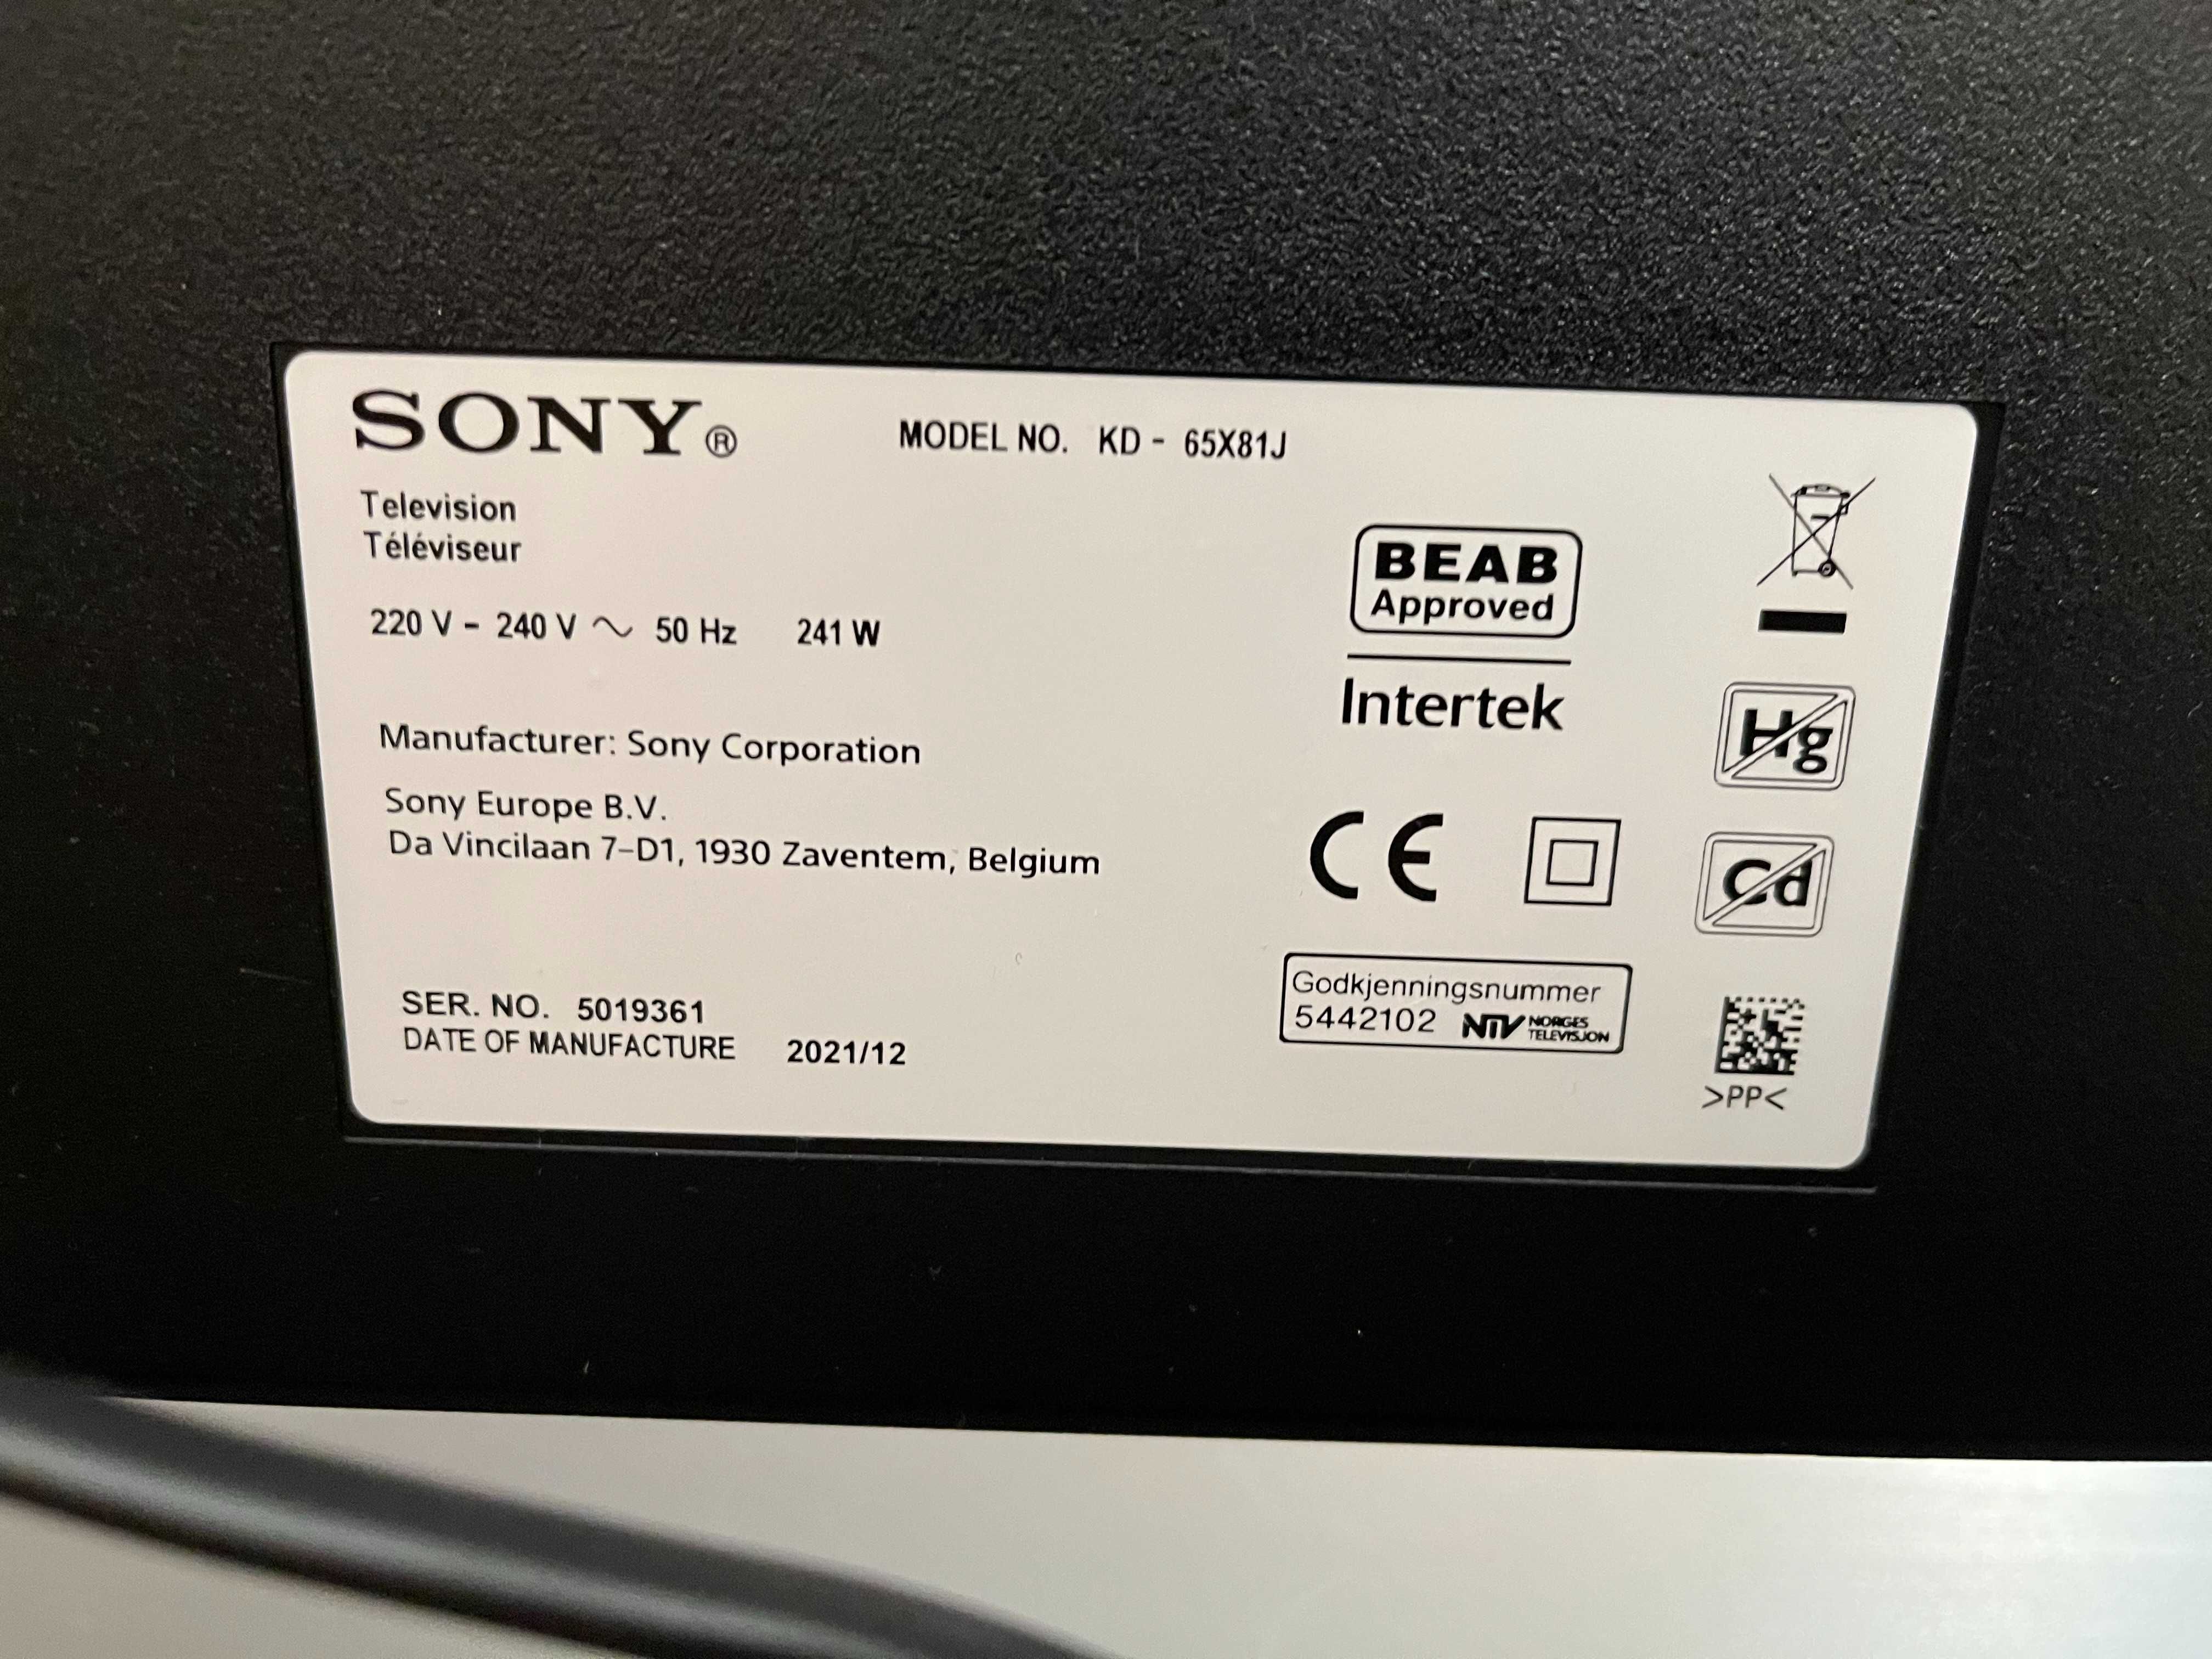 SONY®
MODEL NO. KD - 65X81J
Television
Téléviseur
220 V - 240 V ~ 50 Hz 241 W
Manufacturer: Sony Corporation
Sony Europe B.V.
Da Vincilaan 7-D1, 1930 Zaventem, Belgium
SER. NO. 5019361
DATE OF MANUFACTURE 2021/12
BEAB
Approved
Intertek
CE
Godkjenningsnummer
5442102 NTV NORGES
TELEVISJON
Hg
Cd
>PP<